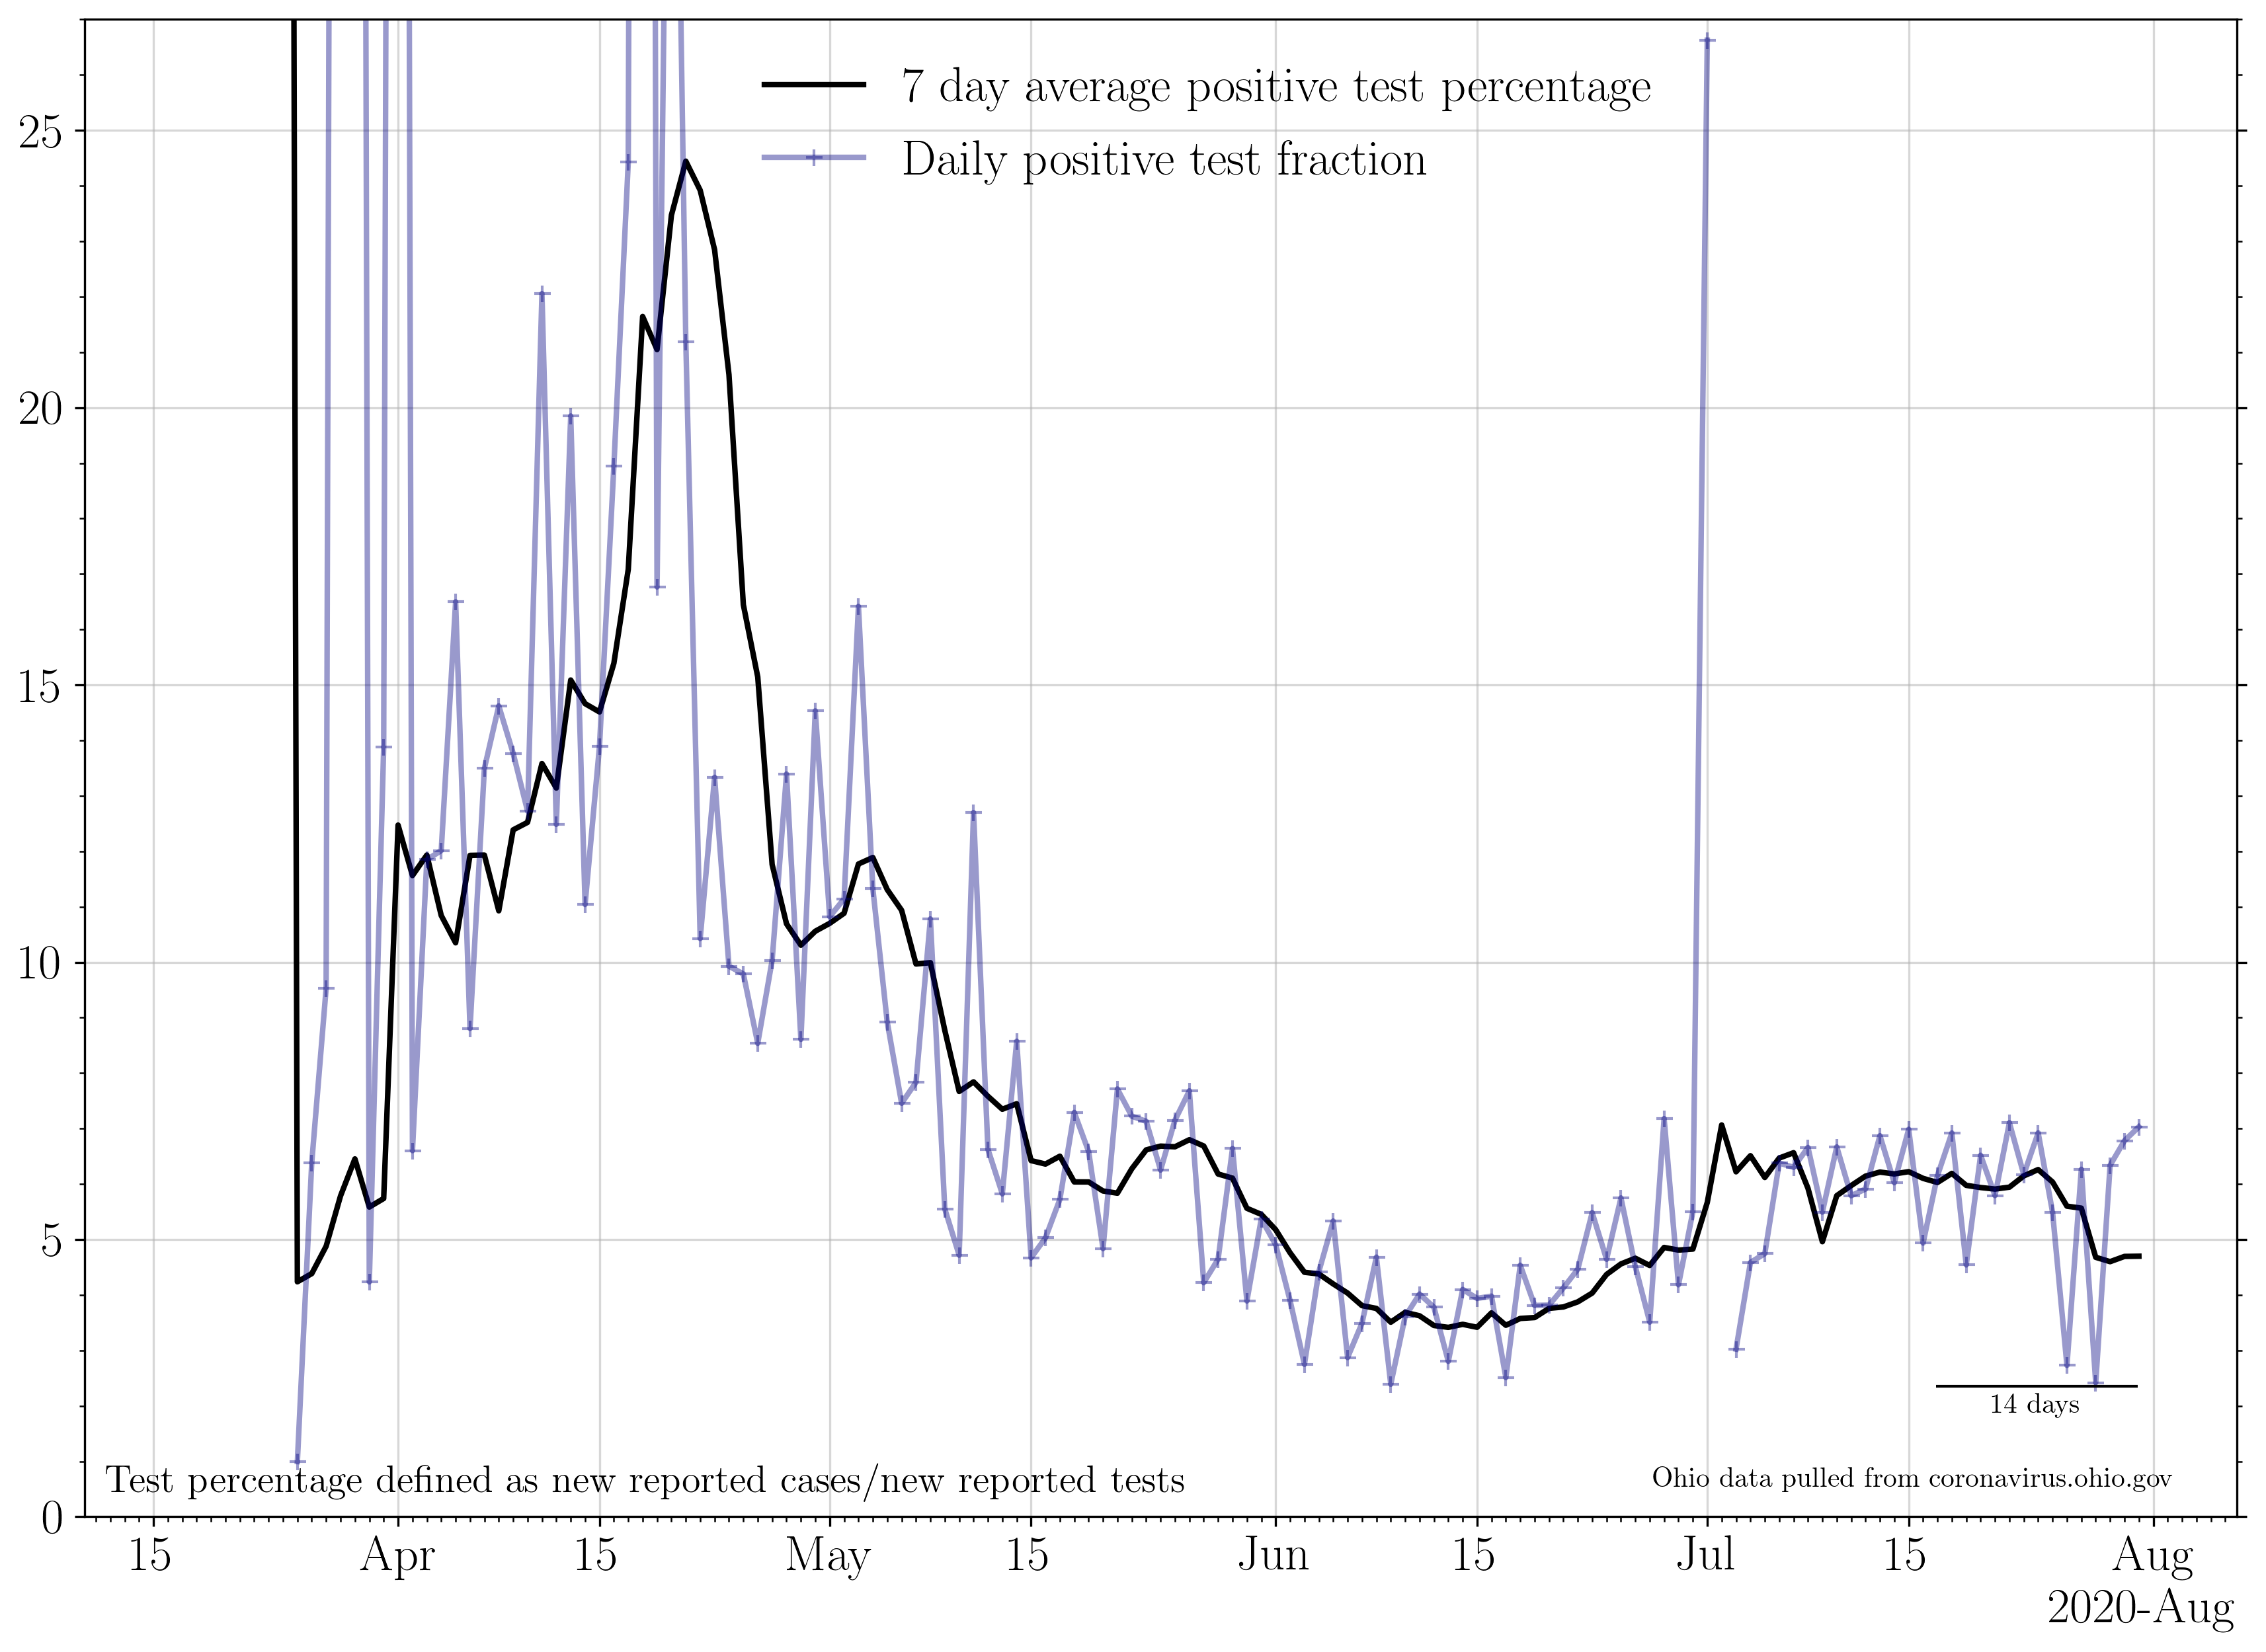 7 day average positive test percentage
Daily positive test fraction
25
20
15
10
5
0
14 days
Test percentage defined as new reported cases/new reported tests
Ohio data pulled from coronavirus.ohio.gov
15 Apr 15 May 15 Jun 15 Jul 15 Aug
2020-Aug